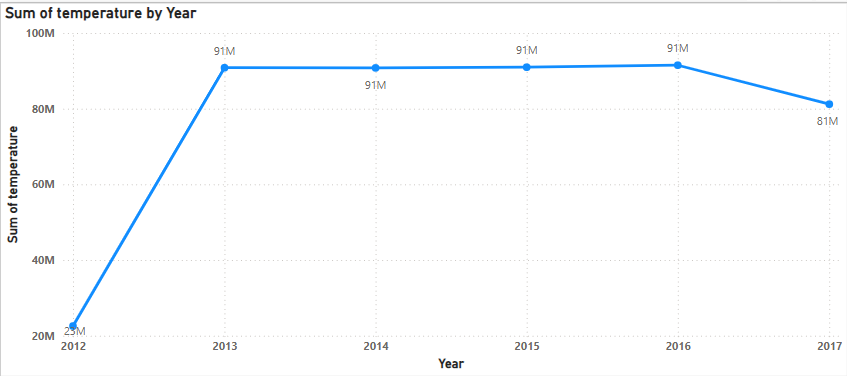 Sum of temperature by Year
100M
80M
60M
40M
20M
Sum of temperature
23M
91M
91M
91M
91M
81M
2012 2013 2014 2015 2016 2017
Year